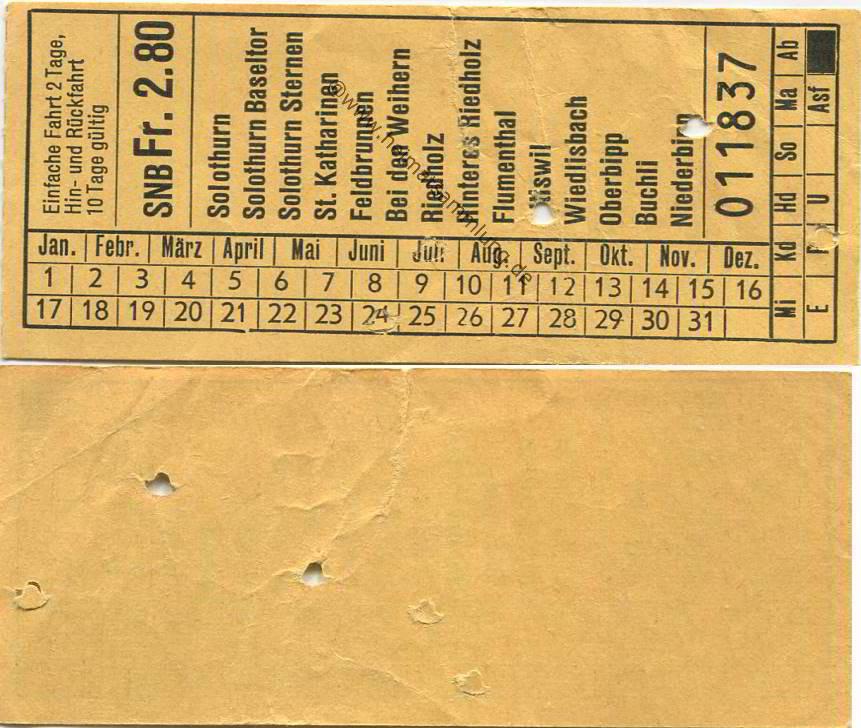 Einfache Fahrt 2 Tage,
Hin- und Rückfahrt
10 Tage gültig
SNB Fr. 2.80
Solothurn
Solothurn Baseltor
Solothurn Sternen
St. Katharinen
Feldbrunnen
Bei den Weihern
Riedholz
Hinteres Riedholz
Flumenthal
Wiedlisbach
Oberbipp
Buchli
Niederbipp
011837
Mi Kd Hd So Ma Ab
E F U Asf
Jan. Febr. März April Mai Juni Juli Aug. Sept. Okt. Nov. Dez.
1 2 3 4 5 6 7 8 9 10 11 12 13 14 15 16
17 18 19 20 21 22 23 24 25 26 27 28 29 30 31
©www.heimatsammlung.de